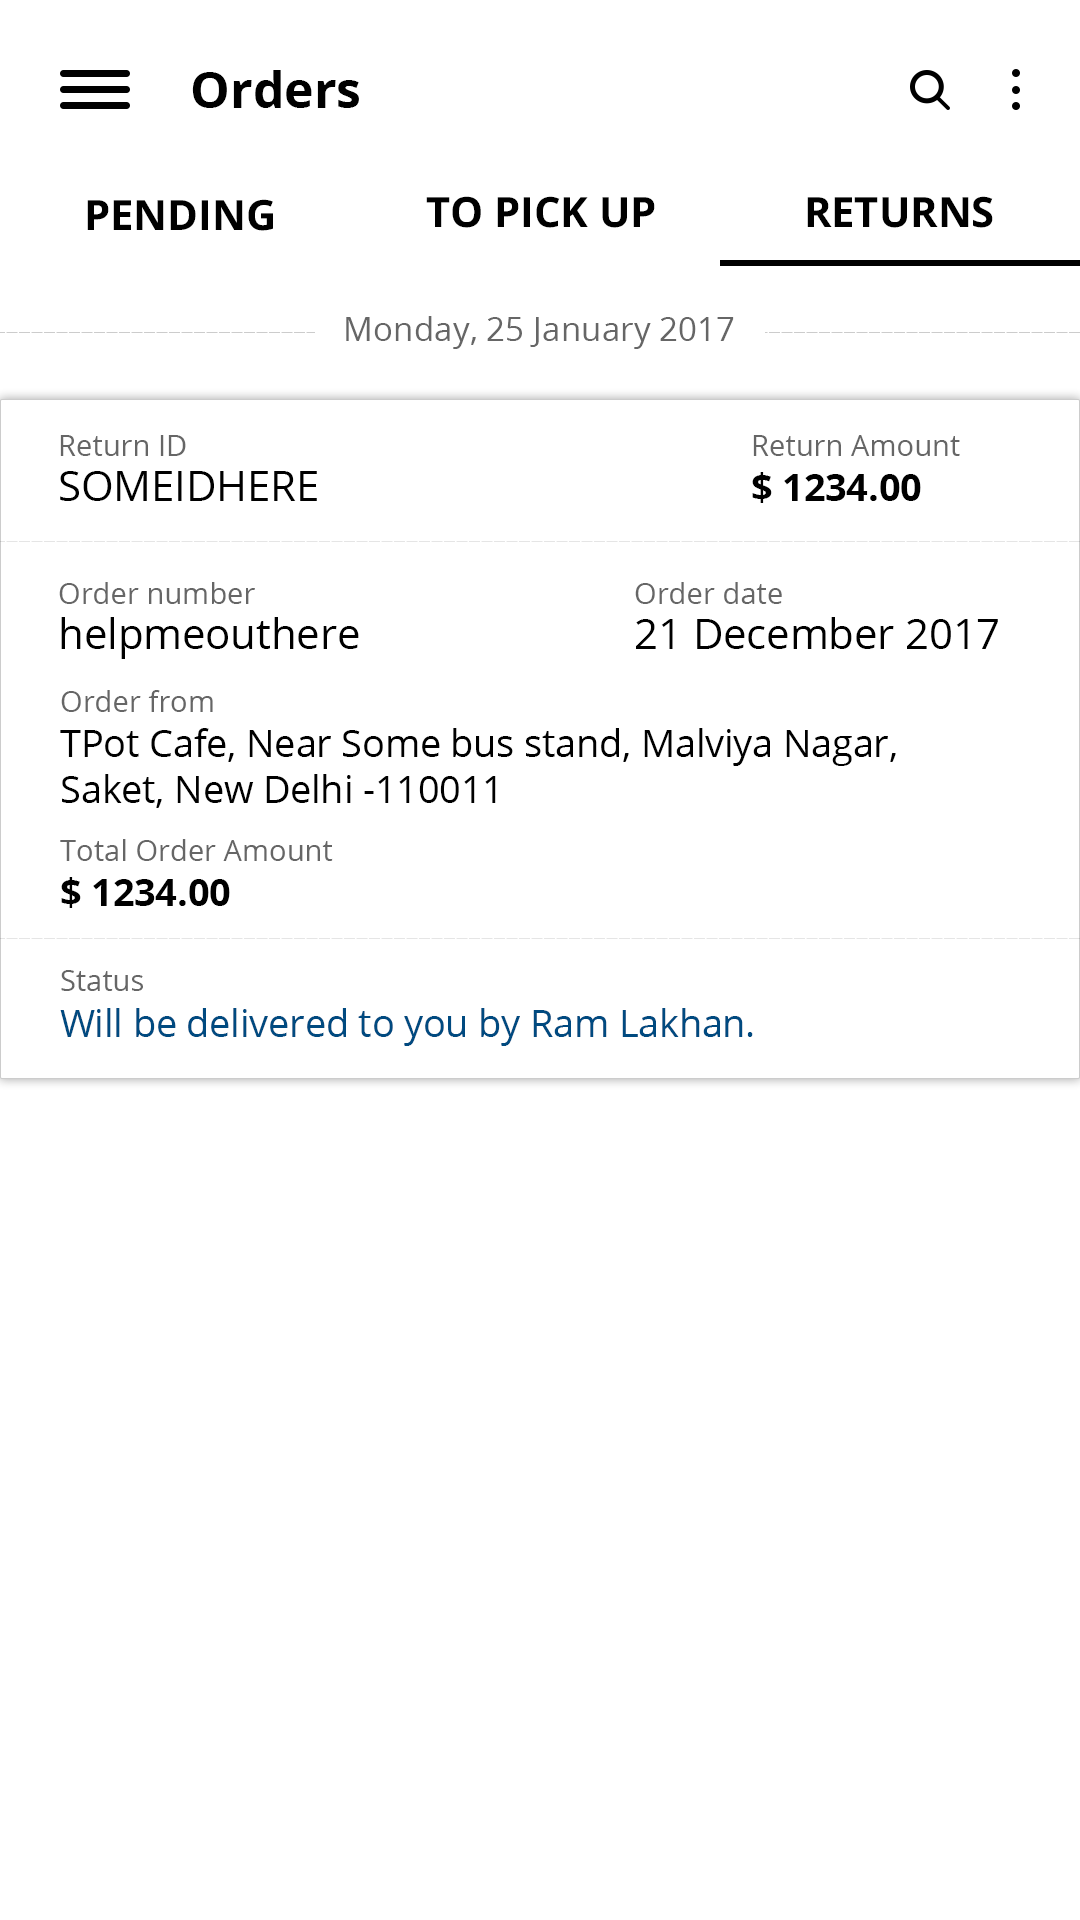 Orders
PENDING
TO PICK UP
RETURNS
Monday, 25 January 2017
Return ID
Return Amount
SOMEIDHERE
$ 1234.00
Order number
Order date
helpmeouthere
21 December 2017
Order from
TPot Cafe, Near Some bus stand, Malviya Nagar,
Saket, New Delhi -110011
Total Order Amount
$ 1234.00
Status
Will be delivered to you by Ram Lakhan.